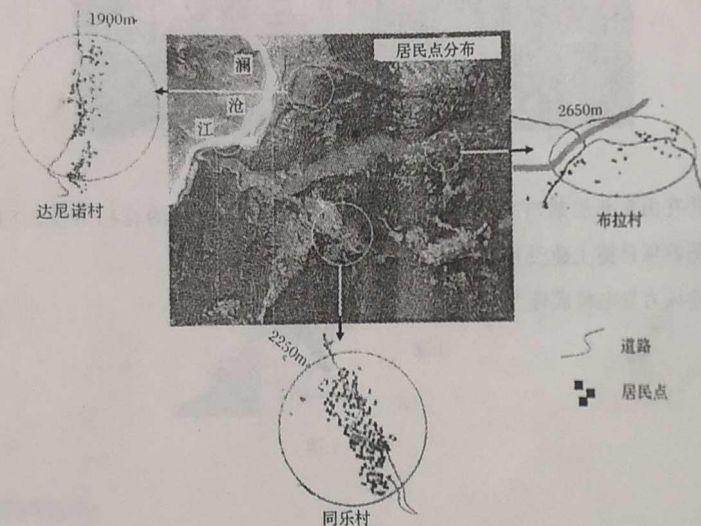 1900m
居民点分布
澜
沧
江
2650m
达尼诺村
布拉村
2250m
道路
居民点
同乐村